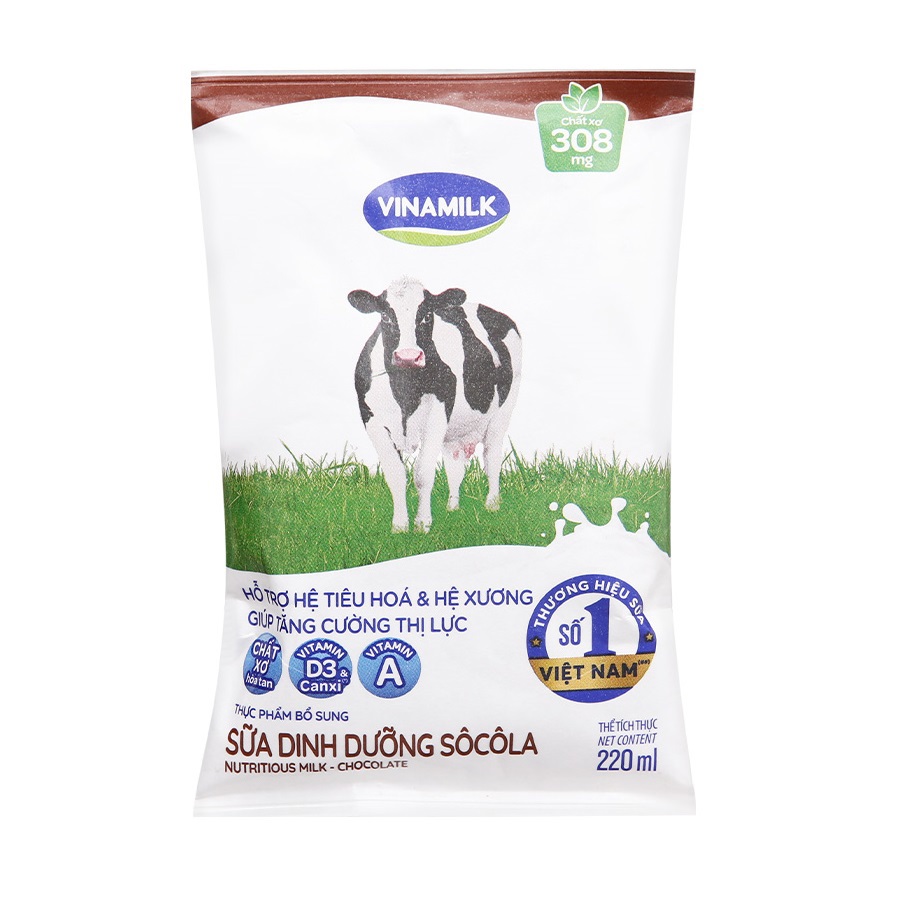 Chất xơ
308
mg
VINAMILK
HỖ TRỢ HỆ TIÊU HOÁ & HỆ XƯƠNG
GIÚP TĂNG CƯỜNG THỊ LỰC
CHẤT
XƠ
hòa tan
VITAMIN
D3 &
Canxi
VITAMIN
A
THƯƠNG HIỆU SỮA
SỐ 1
VIỆT NAM
THỰC PHẨM BỔ SUNG
SỮA DINH DƯỠNG SÔCÔLA
NUTRITIOUS MILK - CHOCOLATE
THỂ TÍCH THỰC
NET CONTENT
220 ml